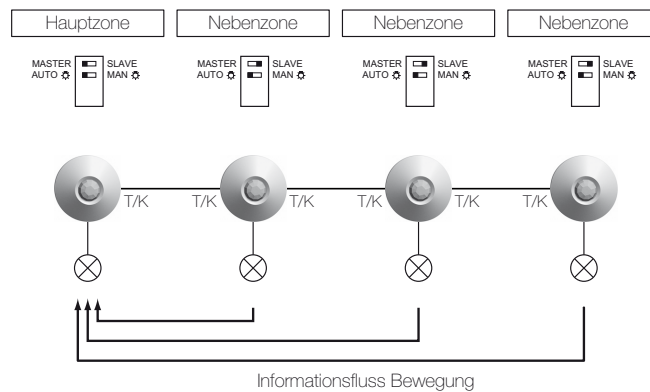 Hauptzone Nebenzone Nebenzone Nebenzone
MASTER SLAVE MASTER SLAVE MASTER SLAVE MASTER SLAVE
AUTO MAN AUTO MAN AUTO MAN AUTO MAN
T/K T/K T/K T/K T/K T/K
Informationsfluss Bewegung